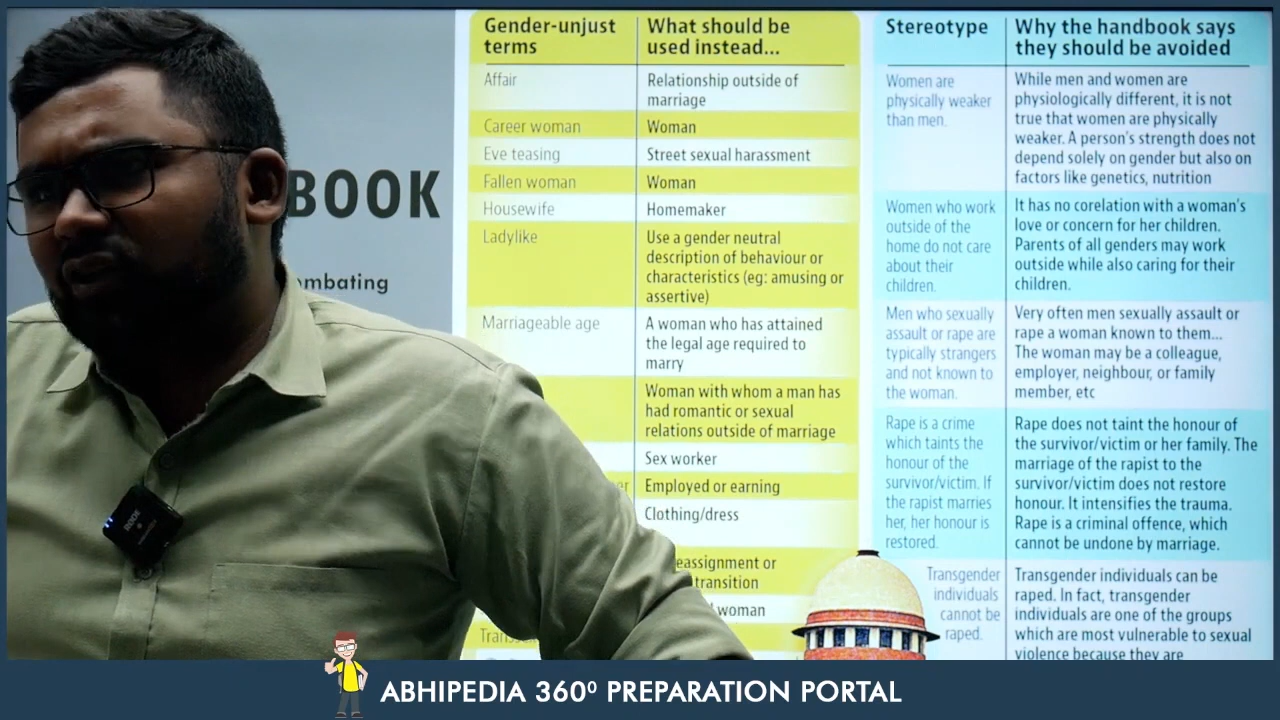 BOOK
ombating
Gender-unjust
terms
What should be
used instead...
Affair
Relationship outside of
marriage
Career woman
Woman
Eve teasing
Street sexual harassment
Fallen woman
Woman
Housewife
Homemaker
Ladylike
Use a gender neutral
description of behaviour or
characteristics (eg: amusing or
assertive)
Marriageable age
A woman who has attained
the legal age required to
marry
Woman with whom a man has
had romantic or sexual
relations outside of marriage
Sex worker
er
Employed or earning
Clothing/dress
eassignment or
transition
woman
Stereotype
Why the handbook says
they should be avoided
Women are
physically weaker
than men.
While men and women are
physiologically different, it is not
true that women are physically
weaker. A person's strength does not
depend solely on gender but also on
factors like genetics, nutrition
Women who work
outside of the
home do not care
about their
children.
It has no corelation with a woman's
love or concern for her children.
Parents of all genders may work
outside while also caring for their
children.
Men who sexually
assault or rape are
typically strangers
and not known to
the woman.
Very often men sexually assault or
rape a woman known to them...
The woman may be a colleague,
employer, neighbour, or family
member, etc
Rape is a crime
which taints the
honour of the
survivor/victim. If
the rapist marries
her, her honour is
restored.
Rape does not taint the honour of
the survivor/victim or her family. The
marriage of the rapist to the
survivor/victim does not restore
honour. It intensifies the trauma.
Rape is a criminal offence, which
cannot be undone by marriage.
Transgender
individuals
cannot be
raped.
Transgender individuals can be
raped. In fact, transgender
individuals are one of the groups
which are most vulnerable to sexual
violence because they are
RODE
ABHIPEDIA 360º PREPARATION PORTAL